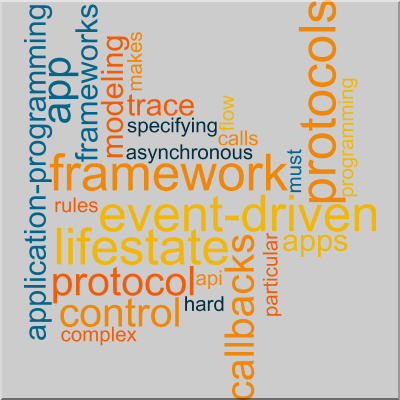 application-programming
app
frameworks
modeling
makes
trace
specifying
flow
calls
asynchronous
protocols
programming
framework
must
rules
event-driven
lifestate
apps
protocol
api
callbacks
particular
control
hard
complex